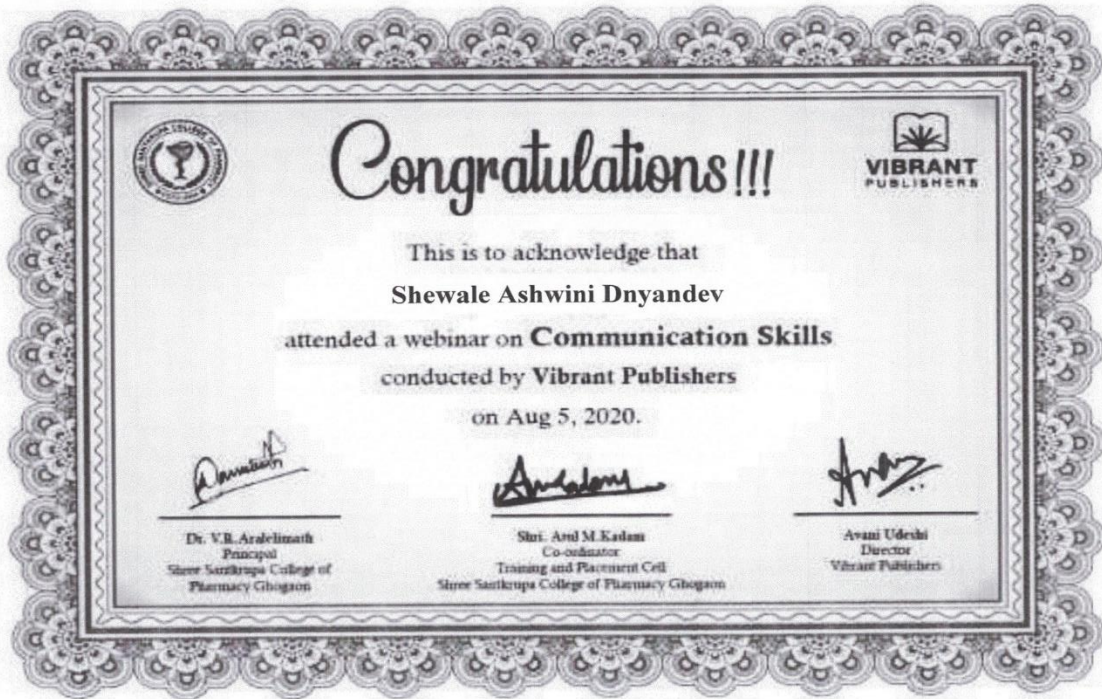 Congratulations!!!
VIBRANT
PUBLISHERS
This is to acknowledge that
Shewale Ashwini Dnyandev
attended a webinar on Communication Skills
conducted by Vibrant Publishers
on Aug 5, 2020.
Dr. V.R. Aralelimath
Principal
Shree Santkrupa College of
Pharmacy Ghogaon
Shri. Amil M.Kadam
Co-ordinator
Training and Placement Cell
Shree Santkrupa College of Pharmacy Ghogaon
Avani Udeshi
Director
Vibrant Publishers